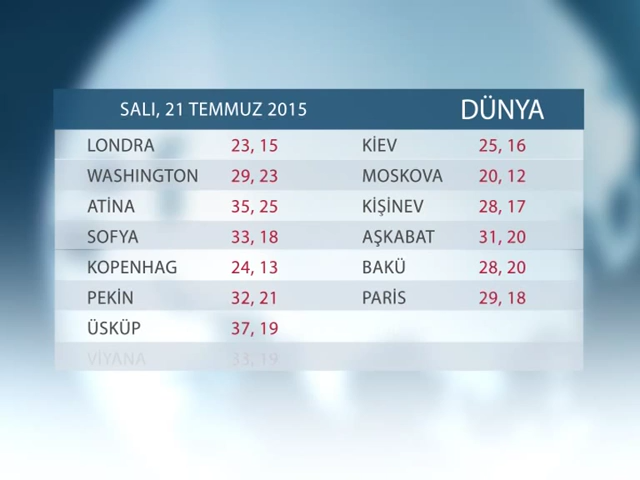 SALI, 21 TEMMUZ 2015 DÜNYA
LONDRA 23, 15 KİEV 25, 16
WASHINGTON 29, 23 MOSKOVA 20, 12
ATİNA 35, 25 KİŞİNEV 28, 17
SOFYA 33, 18 AŞKABAT 31, 20
KOPENHAG 24, 13 BAKÜ 28, 20
PEKİN 32, 21 PARİS 29, 18
ÜSKÜP 37, 19
VİYANA 33, 19